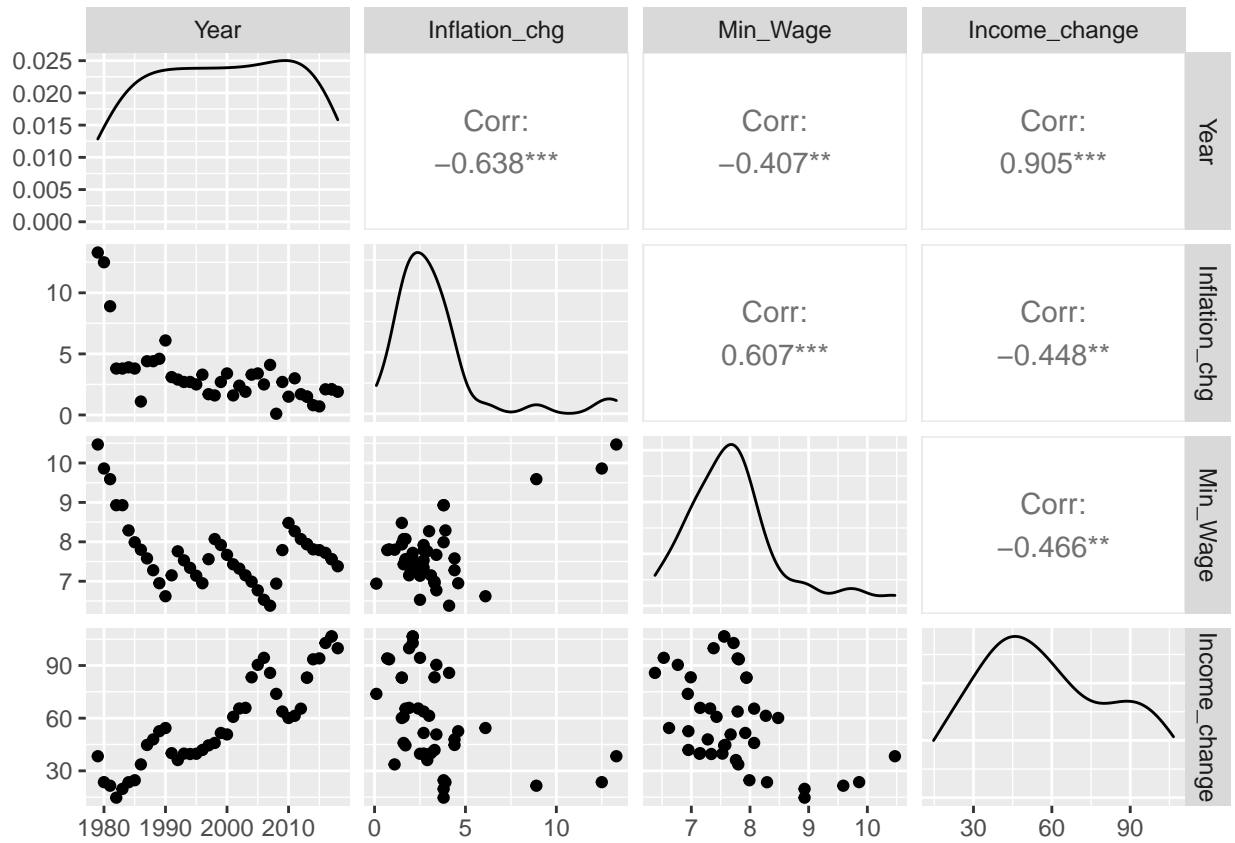 Year
Inflation_chg
Min_Wage
Income_change
0.025
0.020
0.015
0.010
0.005
0.000
Corr:
−0.638***
Corr:
−0.407**
Corr:
0.905***
Year
10
5
0
Corr:
0.607***
Corr:
−0.448**
Inflation_chg
10
9
8
7
Corr:
−0.466**
Min_Wage
90
60
30
Income_change
1980 1990 2000 2010
0 5 10
7 8 9 10
30 60 90